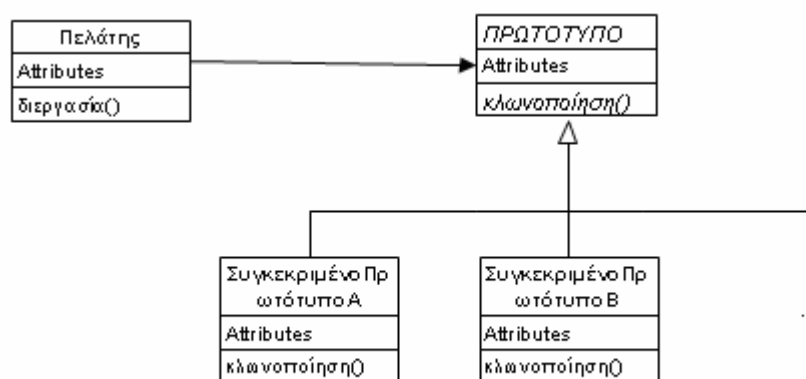 Πελάτης
Attributes
διεργασία()
ΠΡΩΤΟΤΥΠΟ
Attributes
κλωνοποίηση()
Συγκεκριμένο Πρ
ωτότυπο Α
Attributes
κλωνοποίηση()
Συγκεκριμένο Πρ
ωτότυπο Β
Attributes
κλωνοποίηση()